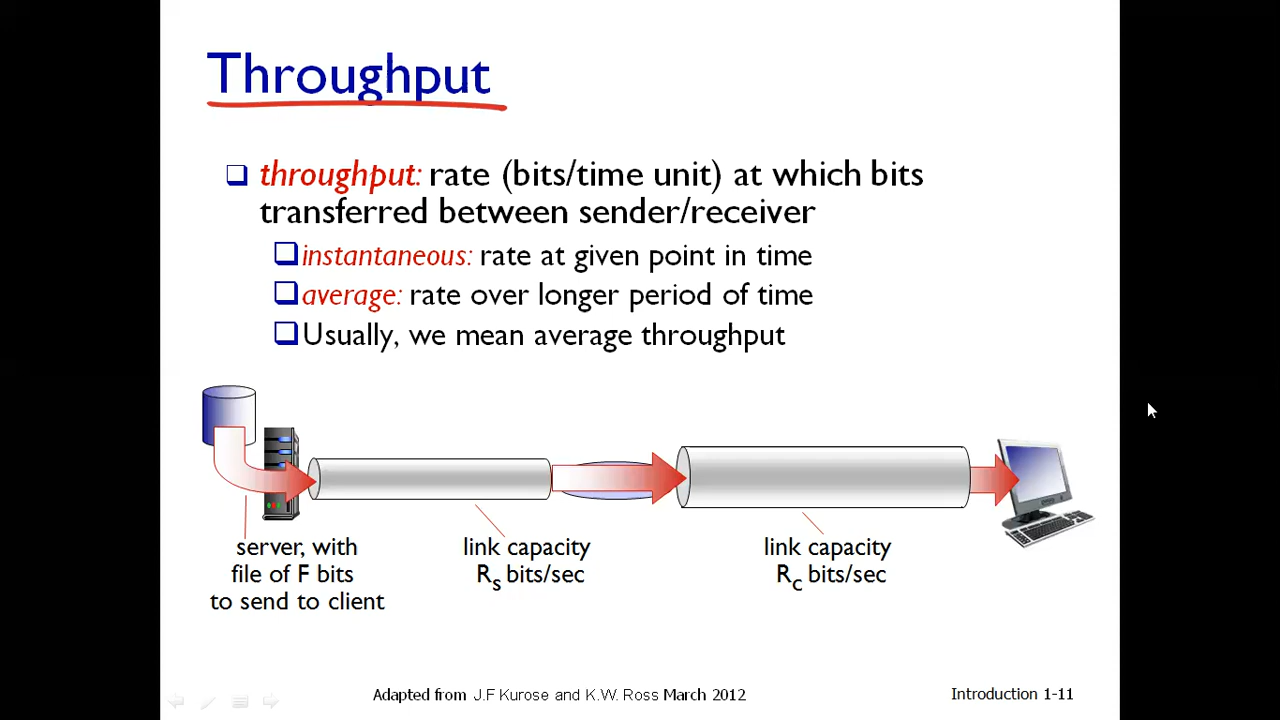 Throughput
throughput: rate (bits/time unit) at which bits
transferred between sender/receiver
instantaneous: rate at given point in time
average: rate over longer period of time
Usually, we mean average throughput
server, with
file of F bits
to send to client
link capacity
Rs bits/sec
link capacity
Rc bits/sec
Adapted from J.F Kurose and K.W. Ross March 2012
Introduction 1-11